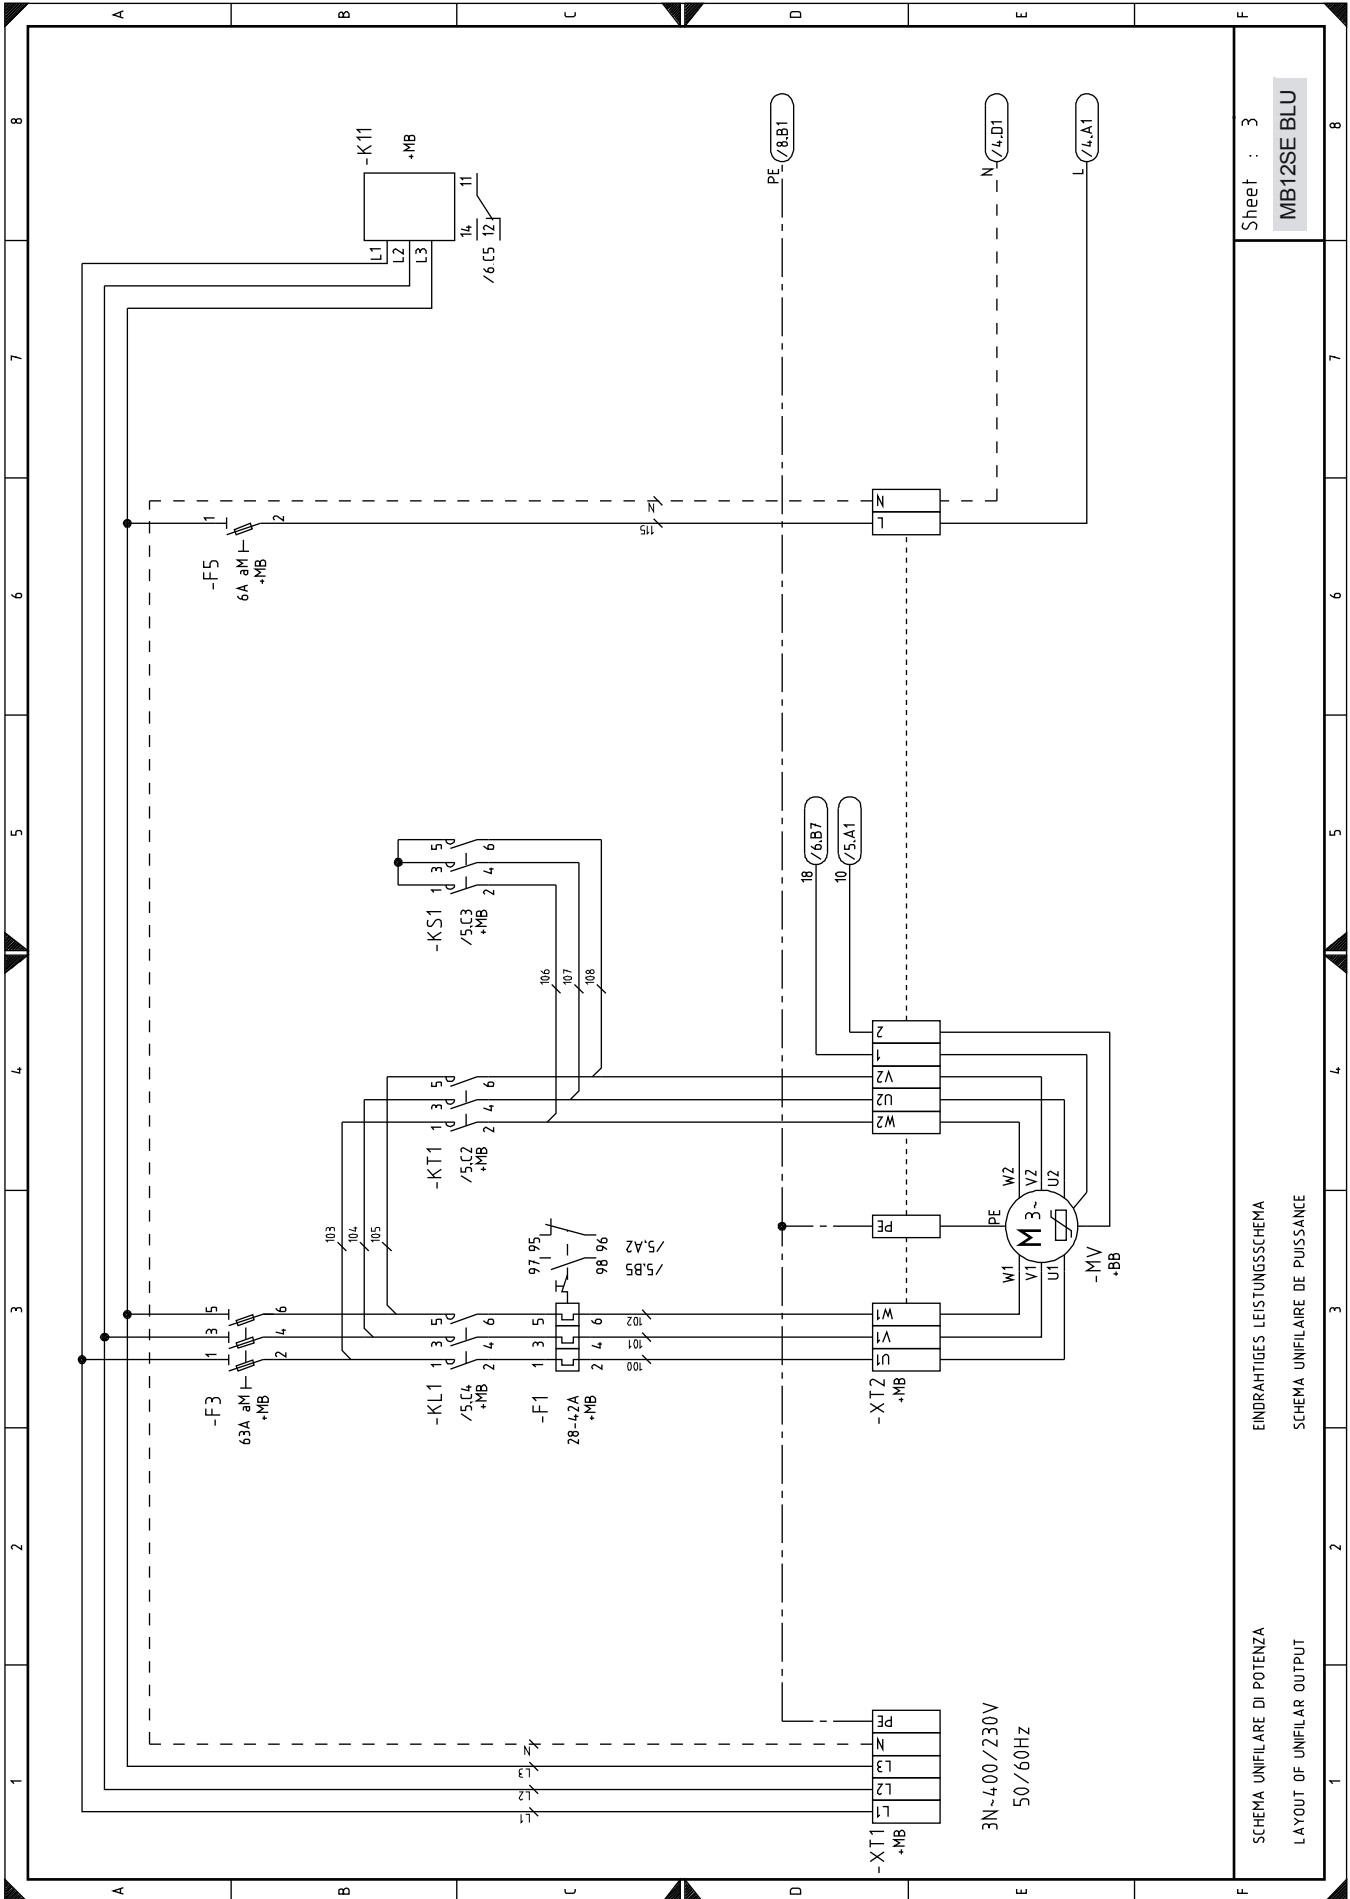 A
B
C
D
E
F
1
2
3
4
5
6
7
8
-F3
63A aM
+MB
1 3 5
2 4 6
103
104
105
-KL1
/5.C4
+MB
1 3 5
2 4 6
-F1
28-42A
+MB
1 3 5
2 4 6
97 95
98 96
/5.B5
/5.A2
100 101 102
-KT1
/5.C2
+MB
1 3 5
2 4 6
-KS1
/5.C3
+MB
1 3 5
2 4 6
106
107
108
-F5
6A aM
+MB
1
2
115 N
-K11
+MB
L1
L2
L3
14 11
12
/6.C5
L1 L2 L3 N
-XT1
+MB
L1 L2 L3 N PE
3N~400/230V
50/60Hz
-XT2
+MB
U1 V1 W1 PE W2 U2 V2 1 2 L N
18 /6.B7
10 /5.A1
PE /8.B1
N /4.D1
L /4.A1
W1
V1
U1
PE
M
3~
W2
V2
U2
-MV
+BB
SCHEMA UNIFILARE DI POTENZA
EINDRAHTIGES LEISTUNGSSCHEMA
LAYOUT OF UNIFILAR OUTPUT
SCHEMA UNIFILAIRE DE PUISSANCE
Sheet : 3
MB12SE BLU
1
2
3
4
5
6
7
8
A
B
C
D
E
F